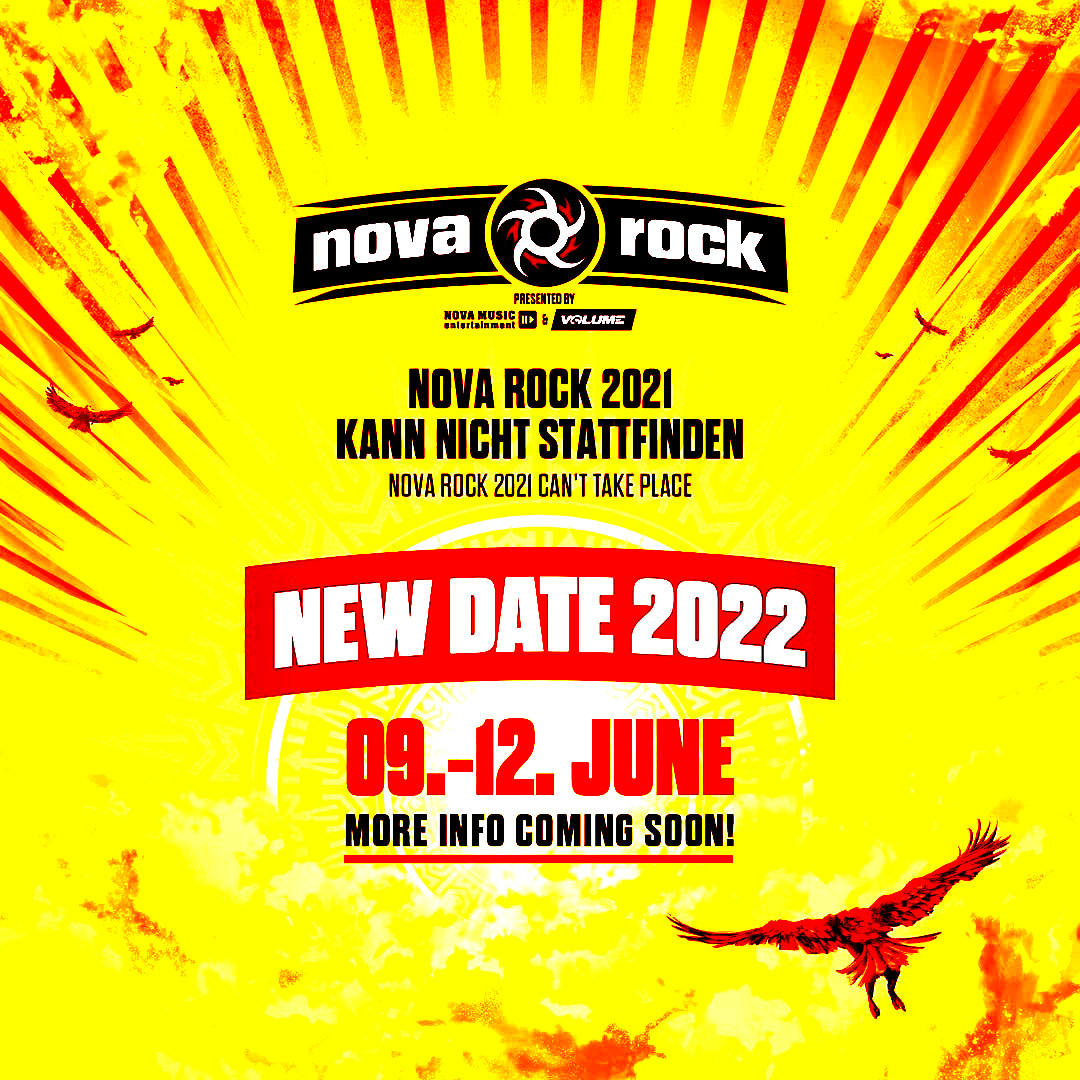 nova rock
PRESENTED BY
NOVA MUSIC
entertainment & VOLUME
NOVA ROCK 2021
KANN NICHT STATTFINDEN
NOVA ROCK 2021 CAN'T TAKE PLACE
NEW DATE 2022
09.-12. JUNE
MORE INFO COMING SOON!